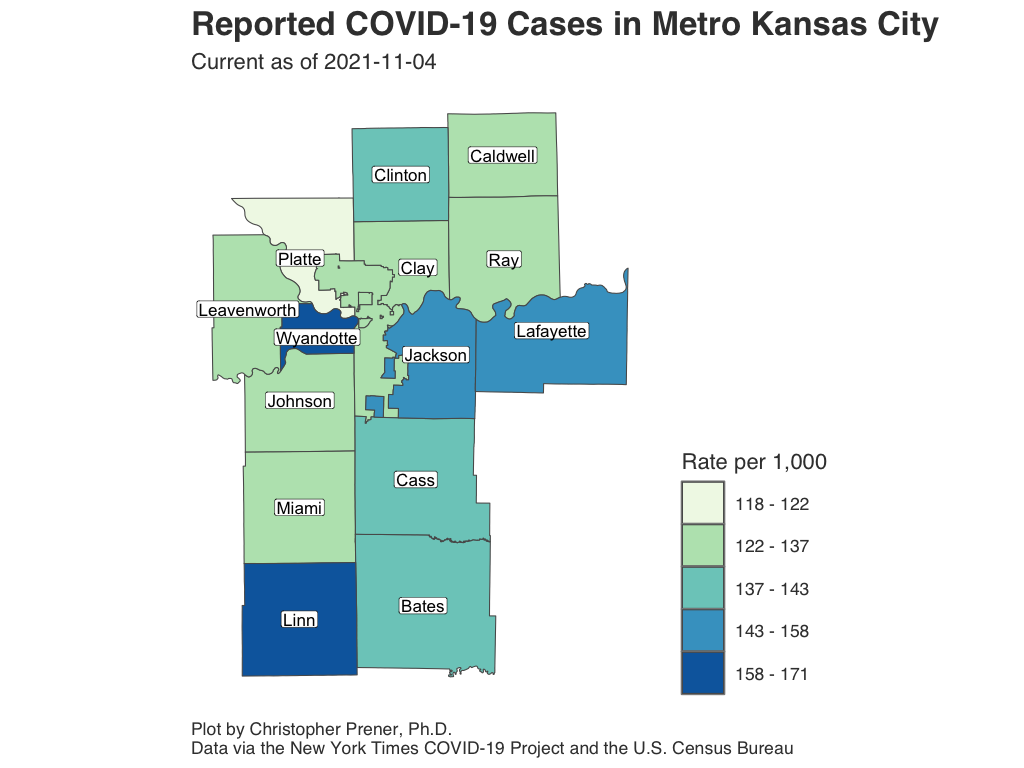 Reported COVID-19 Cases in Metro Kansas City
Current as of 2021-11-04
Caldwell
Clinton
Platte
Clay
Ray
Leavenworth
Wyandotte
Lafayette
Jackson
Johnson
Cass
Miami
Bates
Linn
Rate per 1,000
118 - 122
122 - 137
137 - 143
143 - 158
158 - 171
Plot by Christopher Prener, Ph.D.
Data via the New York Times COVID-19 Project and the U.S. Census Bureau